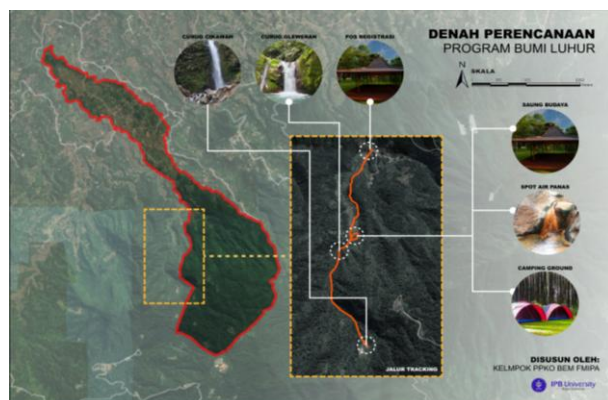 DENAH PERENCANAAN
PROGRAM BUMI LUHUR
N
SKALA
CURUG CIKAWAH
CURUG
POS REGISTRASI
SAUNG BUDAYA
SPOT AIR PANAS
CAMPING GROUND
JALUR TRACKING
DISUSUN OLEH:
KELMPOK PPKO BEM FMIPA
IPB University